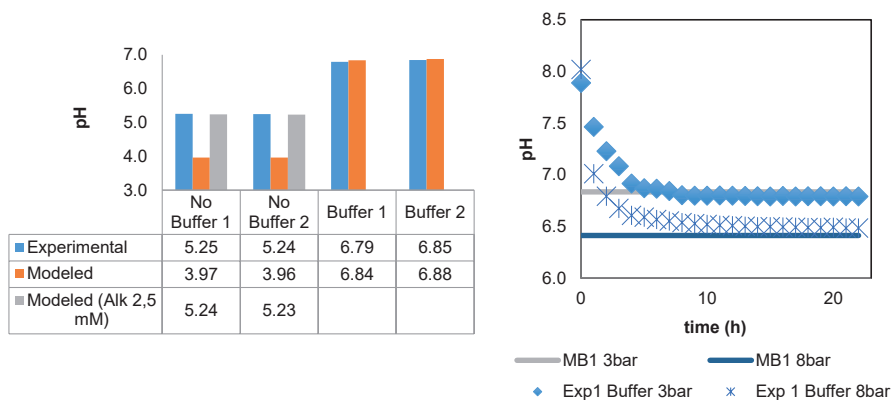 7.0
6.0
5.0
4.0
3.0
pH
No Buffer 1
No Buffer 2
Buffer 1
Buffer 2
Experimental 5.25 5.24 6.79 6.85
Modeled 3.97 3.96 6.84 6.88
Modeled (Alk 2,5 mM) 5.24 5.23
8.5
8.0
7.5
7.0
6.5
6.0
pH
0 10 20
time (h)
MB1 3bar MB1 8bar
Exp1 Buffer 3bar Exp 1 Buffer 8bar